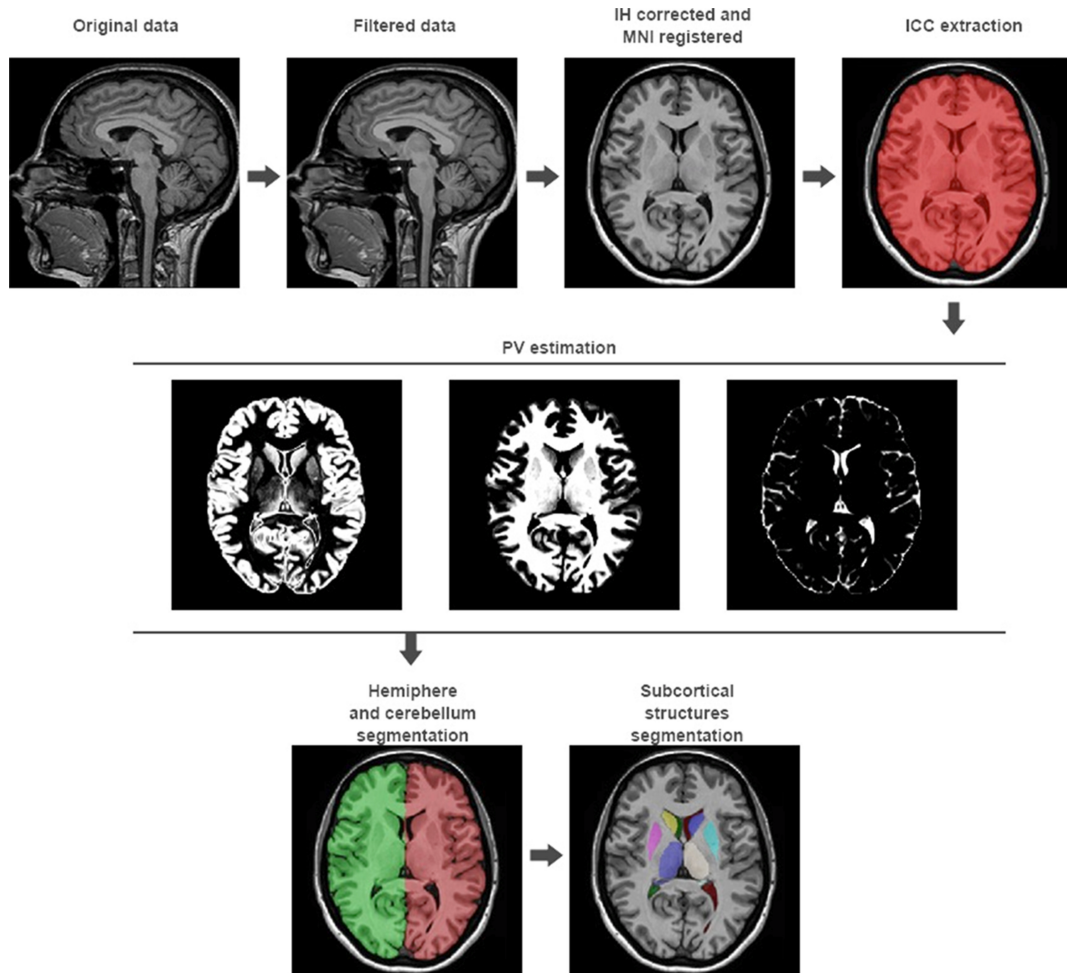 Original data
Filtered data
IH corrected and
MNI registered
ICC extraction
PV estimation
Hemiphere
and cerebellum
segmentation
Subcortical
structures
segmentation